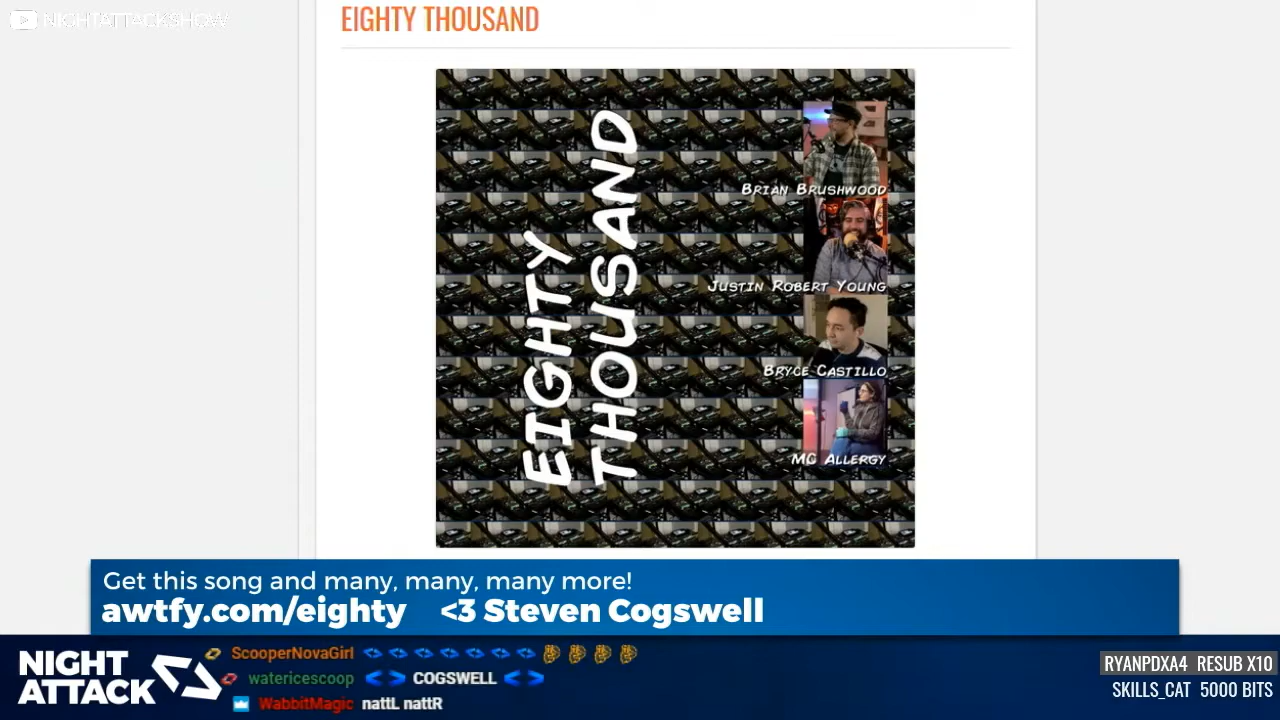 NIGHTATTACKSHOW
EIGHTY THOUSAND
EIGHTY
THOUSAND
Brian Brushwood
Justin Robert Young
Bryce Castillo
MC Allergy
Get this song and many, many, many more!
awtfy.com/eighty <3 Steven Cogswell
NIGHT
ATTACK
ScooperNovaGirl
watericescoop COGSWELL
WabbitMagic nattL nattR
RYANPDXA4 RESUB X10
SKILLS_CAT 5000 BITS